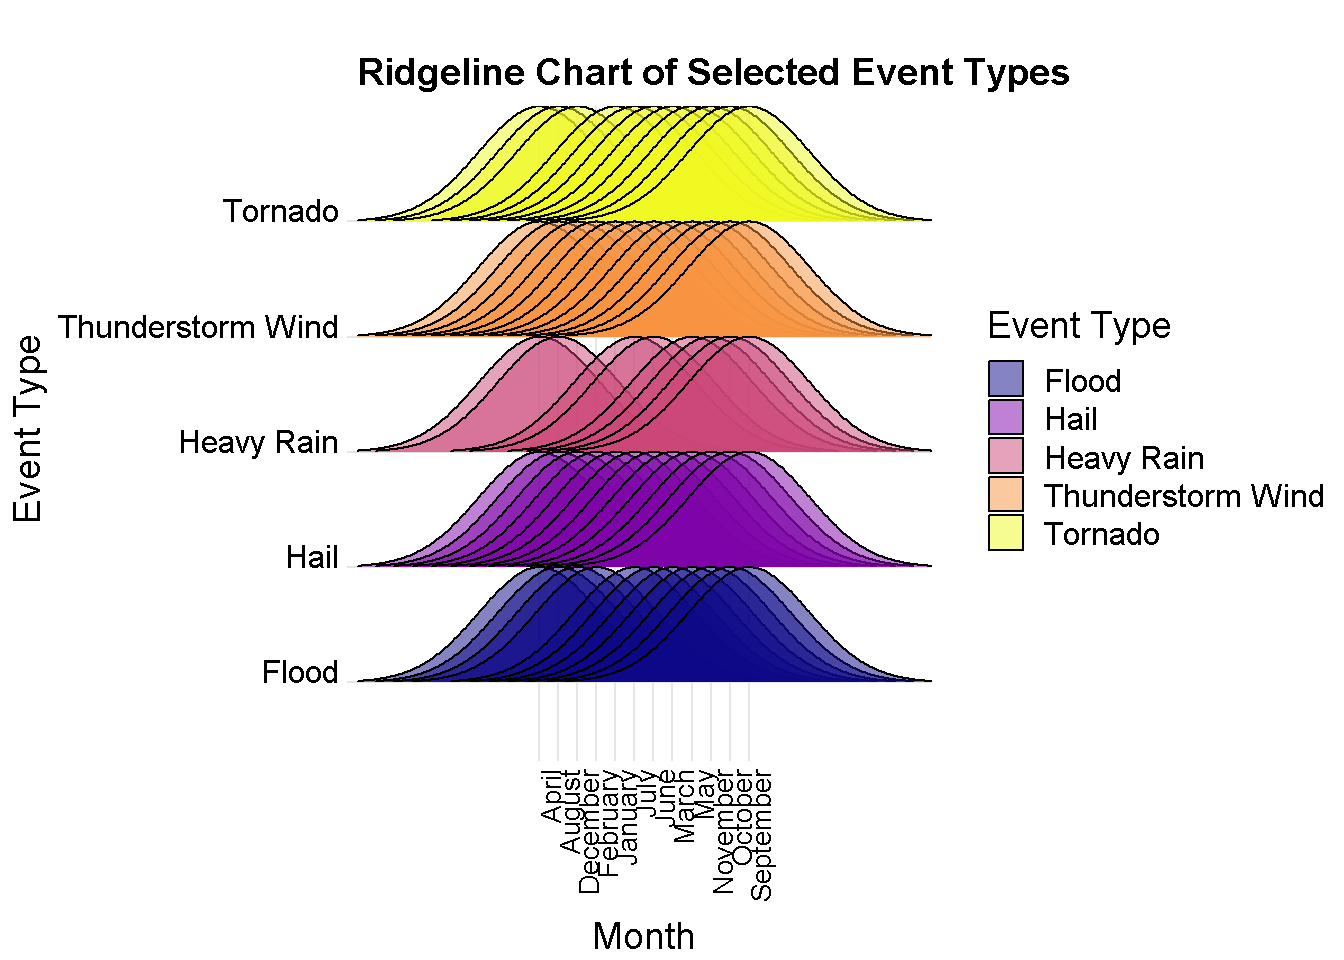 Ridgeline Chart of Selected Event Types
Tornado
Thunderstorm Wind
Heavy Rain
Hail
Flood
Event Type
April
August
December
February
January
July
June
March
May
November
October
September
Month
Event Type
Flood
Hail
Heavy Rain
Thunderstorm Wind
Tornado